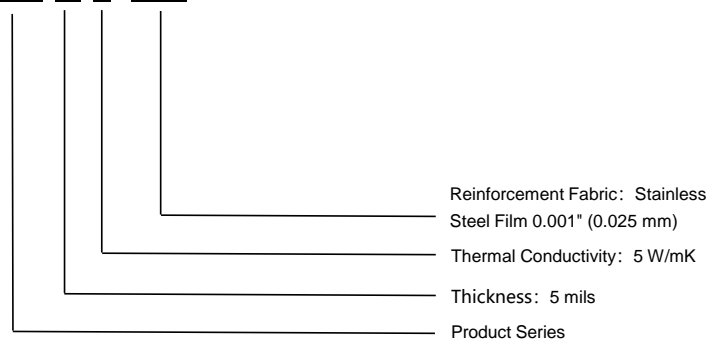 Reinforcement Fabric：Stainless
Steel Film 0.001" (0.025 mm)
Thermal Conductivity：5 W/mK
Thickness：5 mils
Product Series